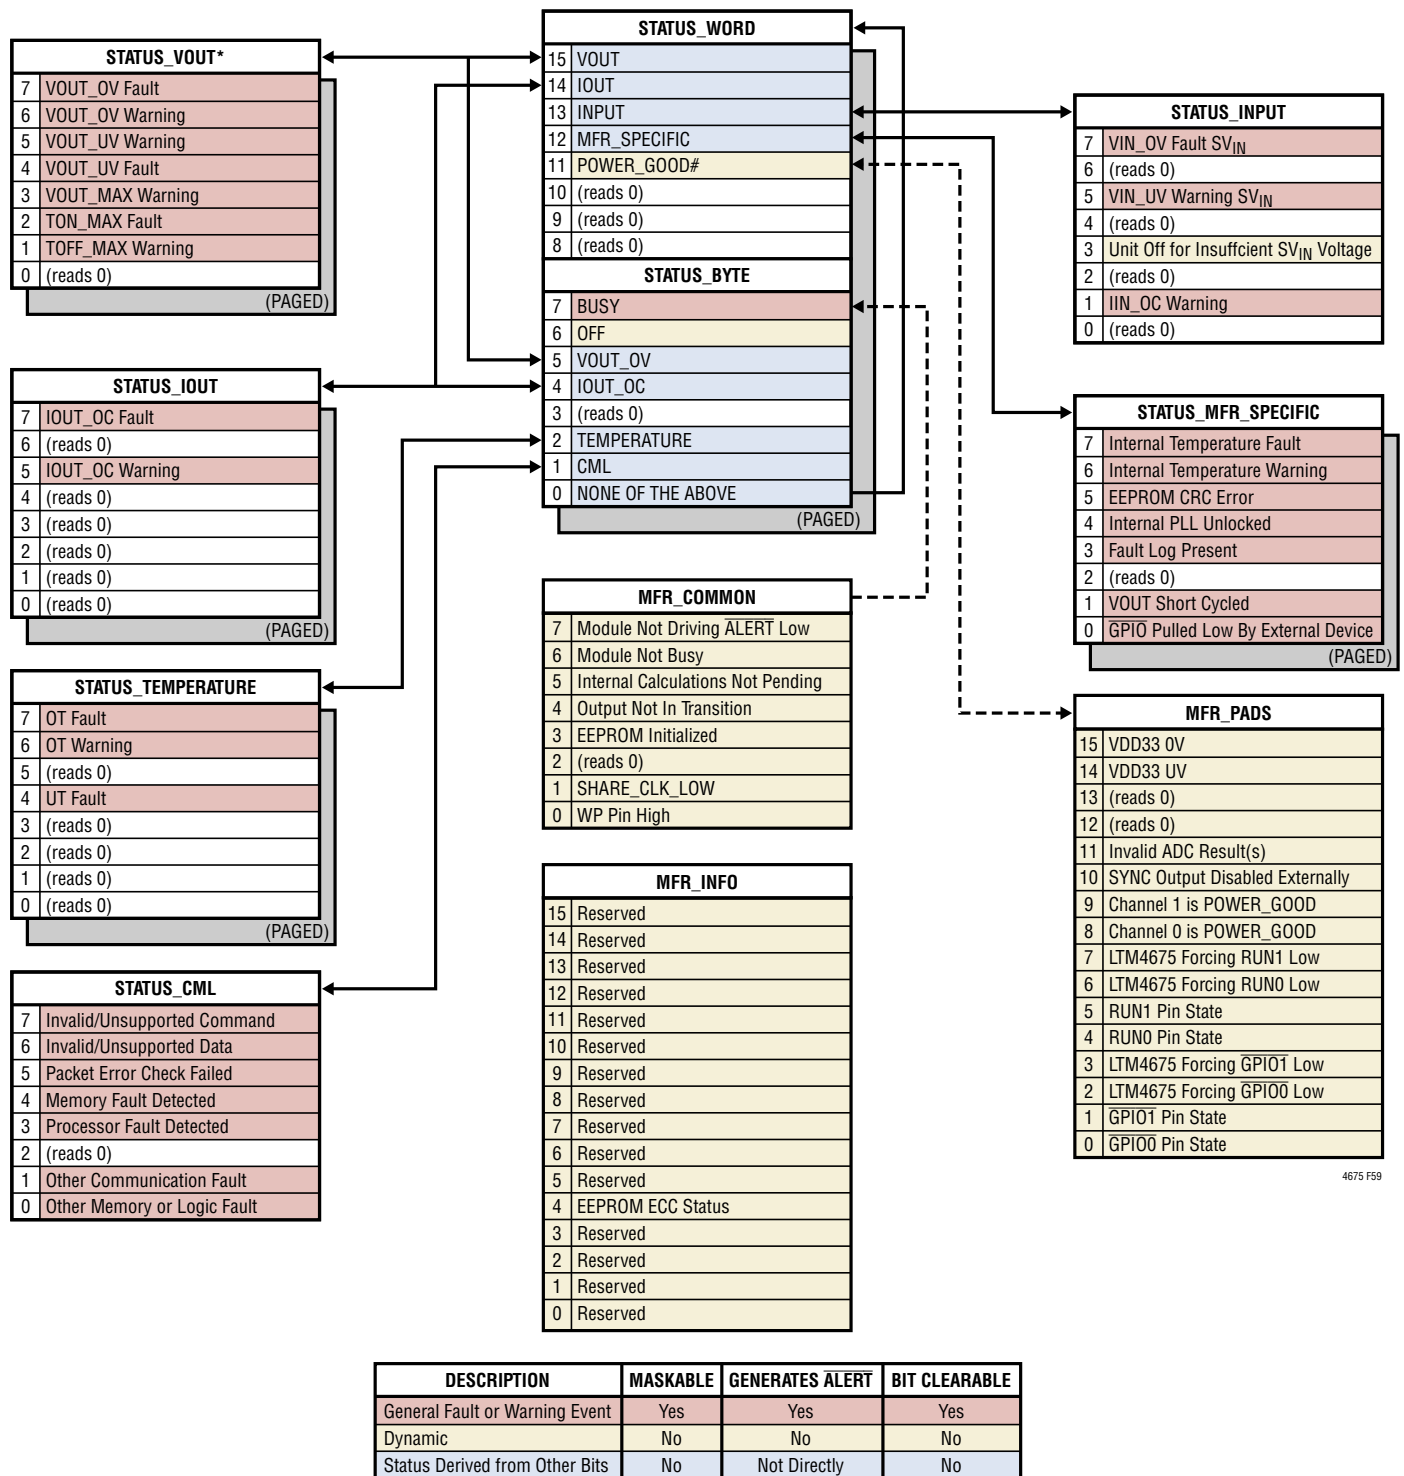 STATUS_VOUT*
7 VOUT_OV Fault
6 VOUT_OV Warning
5 VOUT_UV Warning
4 VOUT_UV Fault
3 VOUT_MAX Warning
2 TON_MAX Fault
1 TOFF_MAX Warning
0 (reads 0)
(PAGED)
STATUS_IOUT
7 IOUT_OC Fault
6 (reads 0)
5 IOUT_OC Warning
4 (reads 0)
3 (reads 0)
2 (reads 0)
1 (reads 0)
0 (reads 0)
(PAGED)
STATUS_TEMPERATURE
7 OT Fault
6 OT Warning
5 (reads 0)
4 UT Fault
3 (reads 0)
2 (reads 0)
1 (reads 0)
0 (reads 0)
(PAGED)
STATUS_CML
7 Invalid/Unsupported Command
6 Invalid/Unsupported Data
5 Packet Error Check Failed
4 Memory Fault Detected
3 Processor Fault Detected
2 (reads 0)
1 Other Communication Fault
0 Other Memory or Logic Fault
STATUS_WORD
15 VOUT
14 IOUT
13 INPUT
12 MFR_SPECIFIC
11 POWER_GOOD#
10 (reads 0)
9 (reads 0)
8 (reads 0)
STATUS_BYTE
7 BUSY
6 OFF
5 VOUT_OV
4 IOUT_OC
3 (reads 0)
2 TEMPERATURE
1 CML
0 NONE OF THE ABOVE
(PAGED)
MFR_COMMON
7 Module Not Driving ALERT Low
6 Module Not Busy
5 Internal Calculations Not Pending
4 Output Not In Transition
3 EEPROM Initialized
2 (reads 0)
1 SHARE_CLK_LOW
0 WP Pin High
MFR_INFO
15 Reserved
14 Reserved
13 Reserved
12 Reserved
11 Reserved
10 Reserved
9 Reserved
8 Reserved
7 Reserved
6 Reserved
5 Reserved
4 EEPROM ECC Status
3 Reserved
2 Reserved
1 Reserved
0 Reserved
STATUS_INPUT
7 VIN_OV Fault SVIN
6 (reads 0)
5 VIN_UV Warning SVIN
4 (reads 0)
3 Unit Off for Insuffcient SVIN Voltage
2 (reads 0)
1 IIN_OC Warning
0 (reads 0)
STATUS_MFR_SPECIFIC
7 Internal Temperature Fault
6 Internal Temperature Warning
5 EEPROM CRC Error
4 Internal PLL Unlocked
3 Fault Log Present
2 (reads 0)
1 VOUT Short Cycled
0 GPIO Pulled Low By External Device
(PAGED)
MFR_PADS
15 VDD33 OV
14 VDD33 UV
13 (reads 0)
12 (reads 0)
11 Invalid ADC Result(s)
10 SYNC Output Disabled Externally
9 Channel 1 is POWER_GOOD
8 Channel 0 is POWER_GOOD
7 LTM4675 Forcing RUN1 Low
6 LTM4675 Forcing RUN0 Low
5 RUN1 Pin State
4 RUN0 Pin State
3 LTM4675 Forcing GPIO1 Low
2 LTM4675 Forcing GPIO0 Low
1 GPIO1 Pin State
0 GPIO0 Pin State
4675 F59
DESCRIPTION MASKABLE GENERATES ALERT BIT CLEARABLE
General Fault or Warning Event Yes Yes Yes
Dynamic No No No
Status Derived from Other Bits No Not Directly No